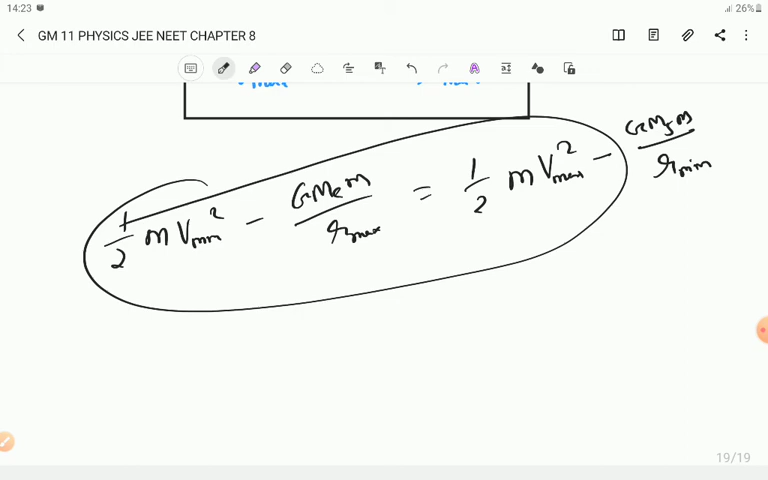 14:23
26%
GM 11 PHYSICS JEE NEET CHAPTER 8
1/2 m Vmin² − GMem/rmax = 1/2 m Vmax² − GMsm/rmin
19/19